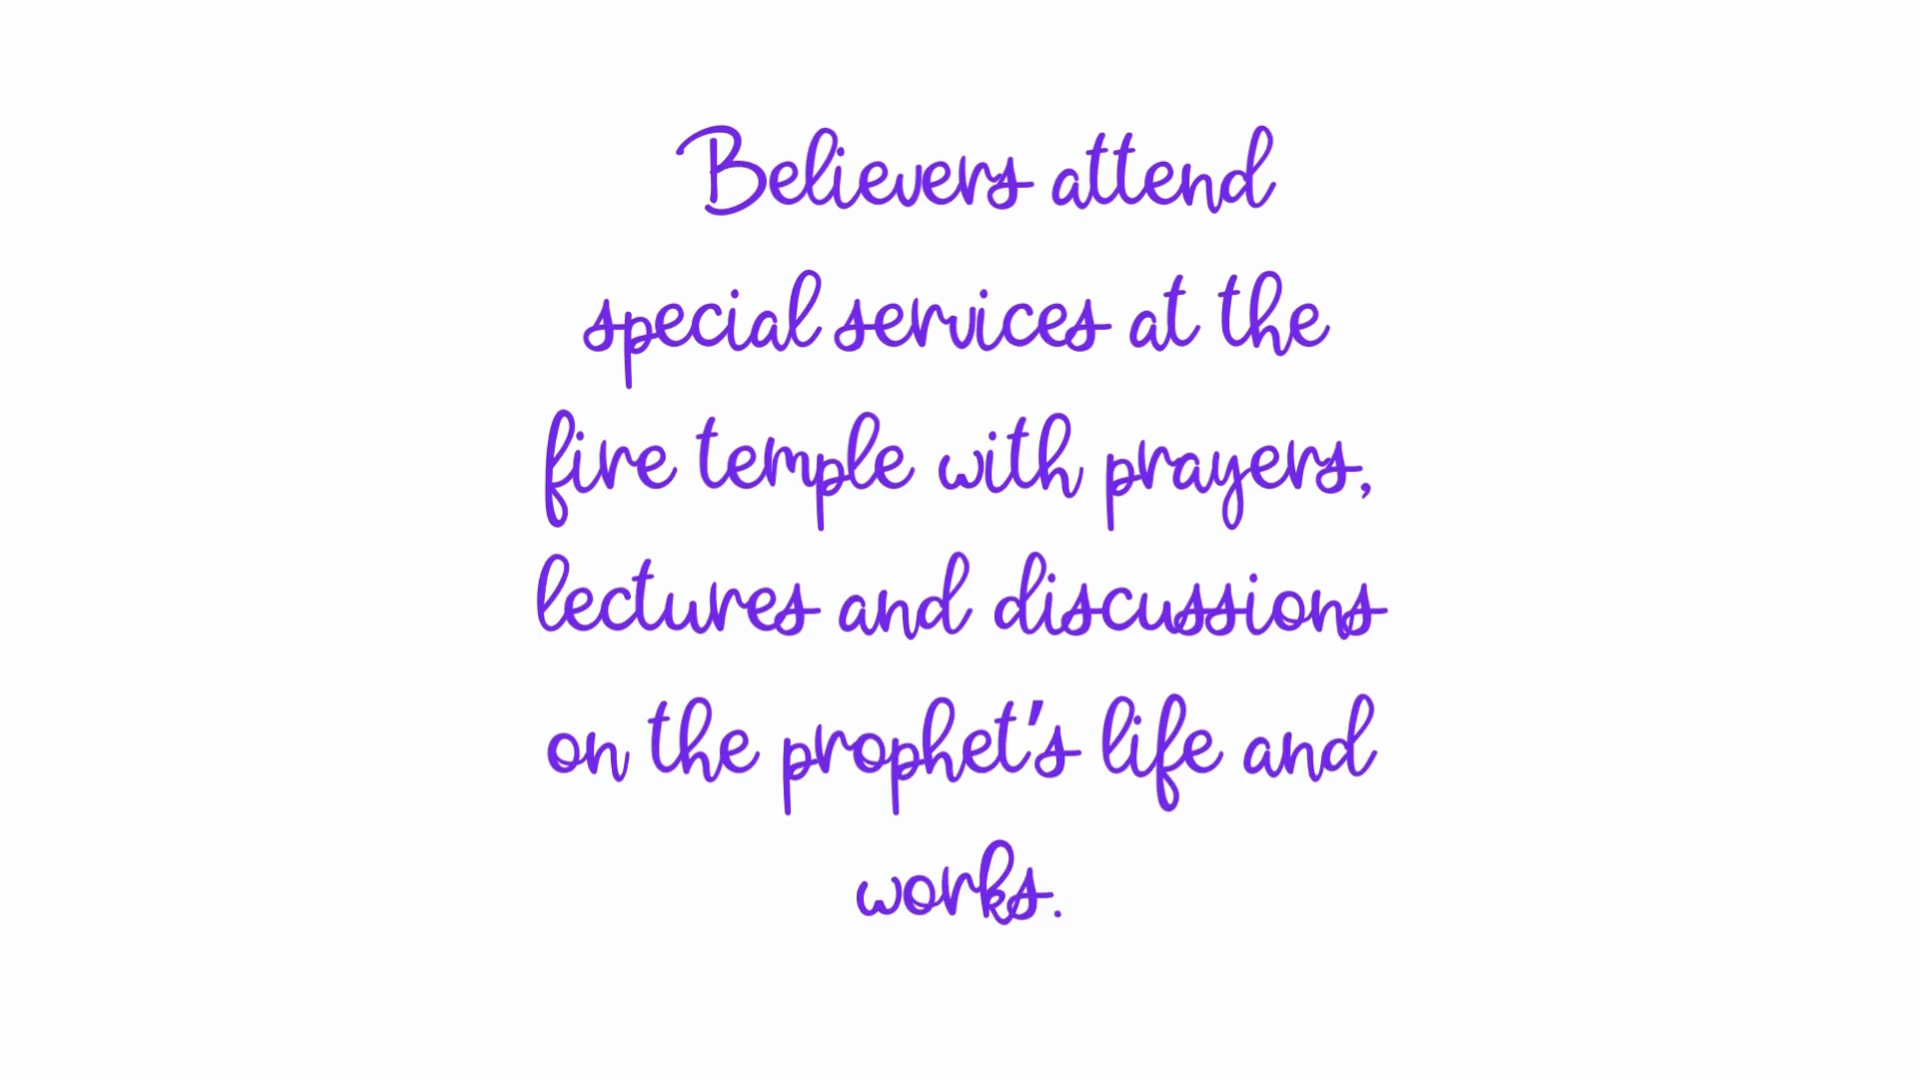 Believers attend
special services at the
fire temple with prayers,
lectures and discussions
on the prophet's life and
works.